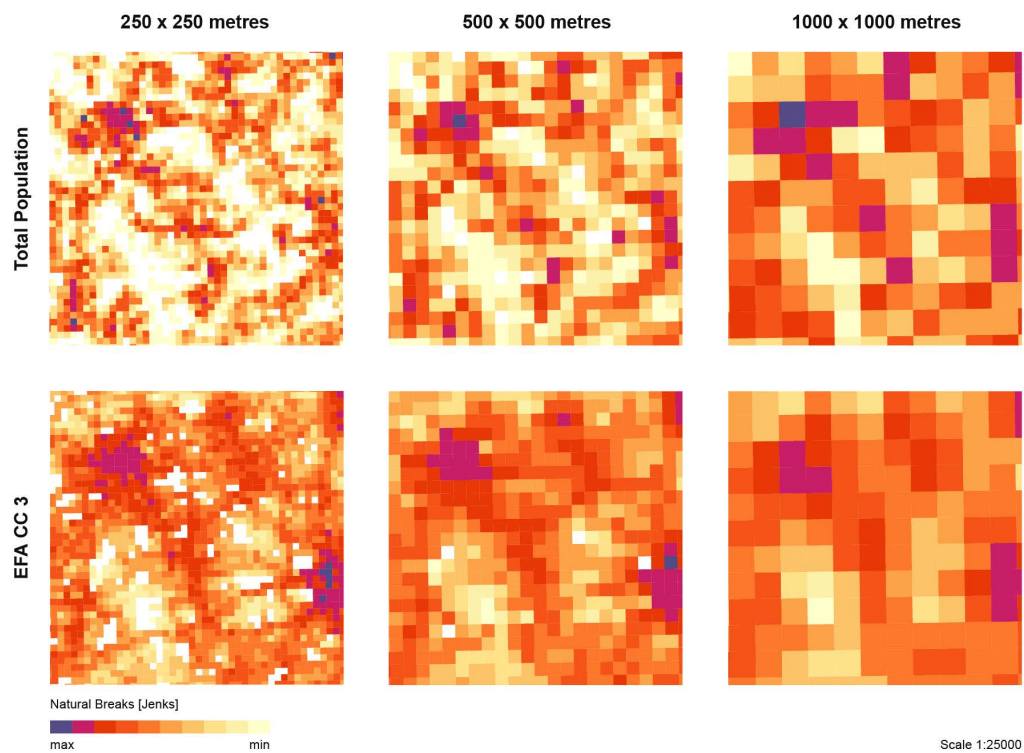 250 x 250 metres
500 x 500 metres
1000 x 1000 metres
Total Population
EFA CC 3
Natural Breaks [Jenks]
max
min
Scale 1:25000